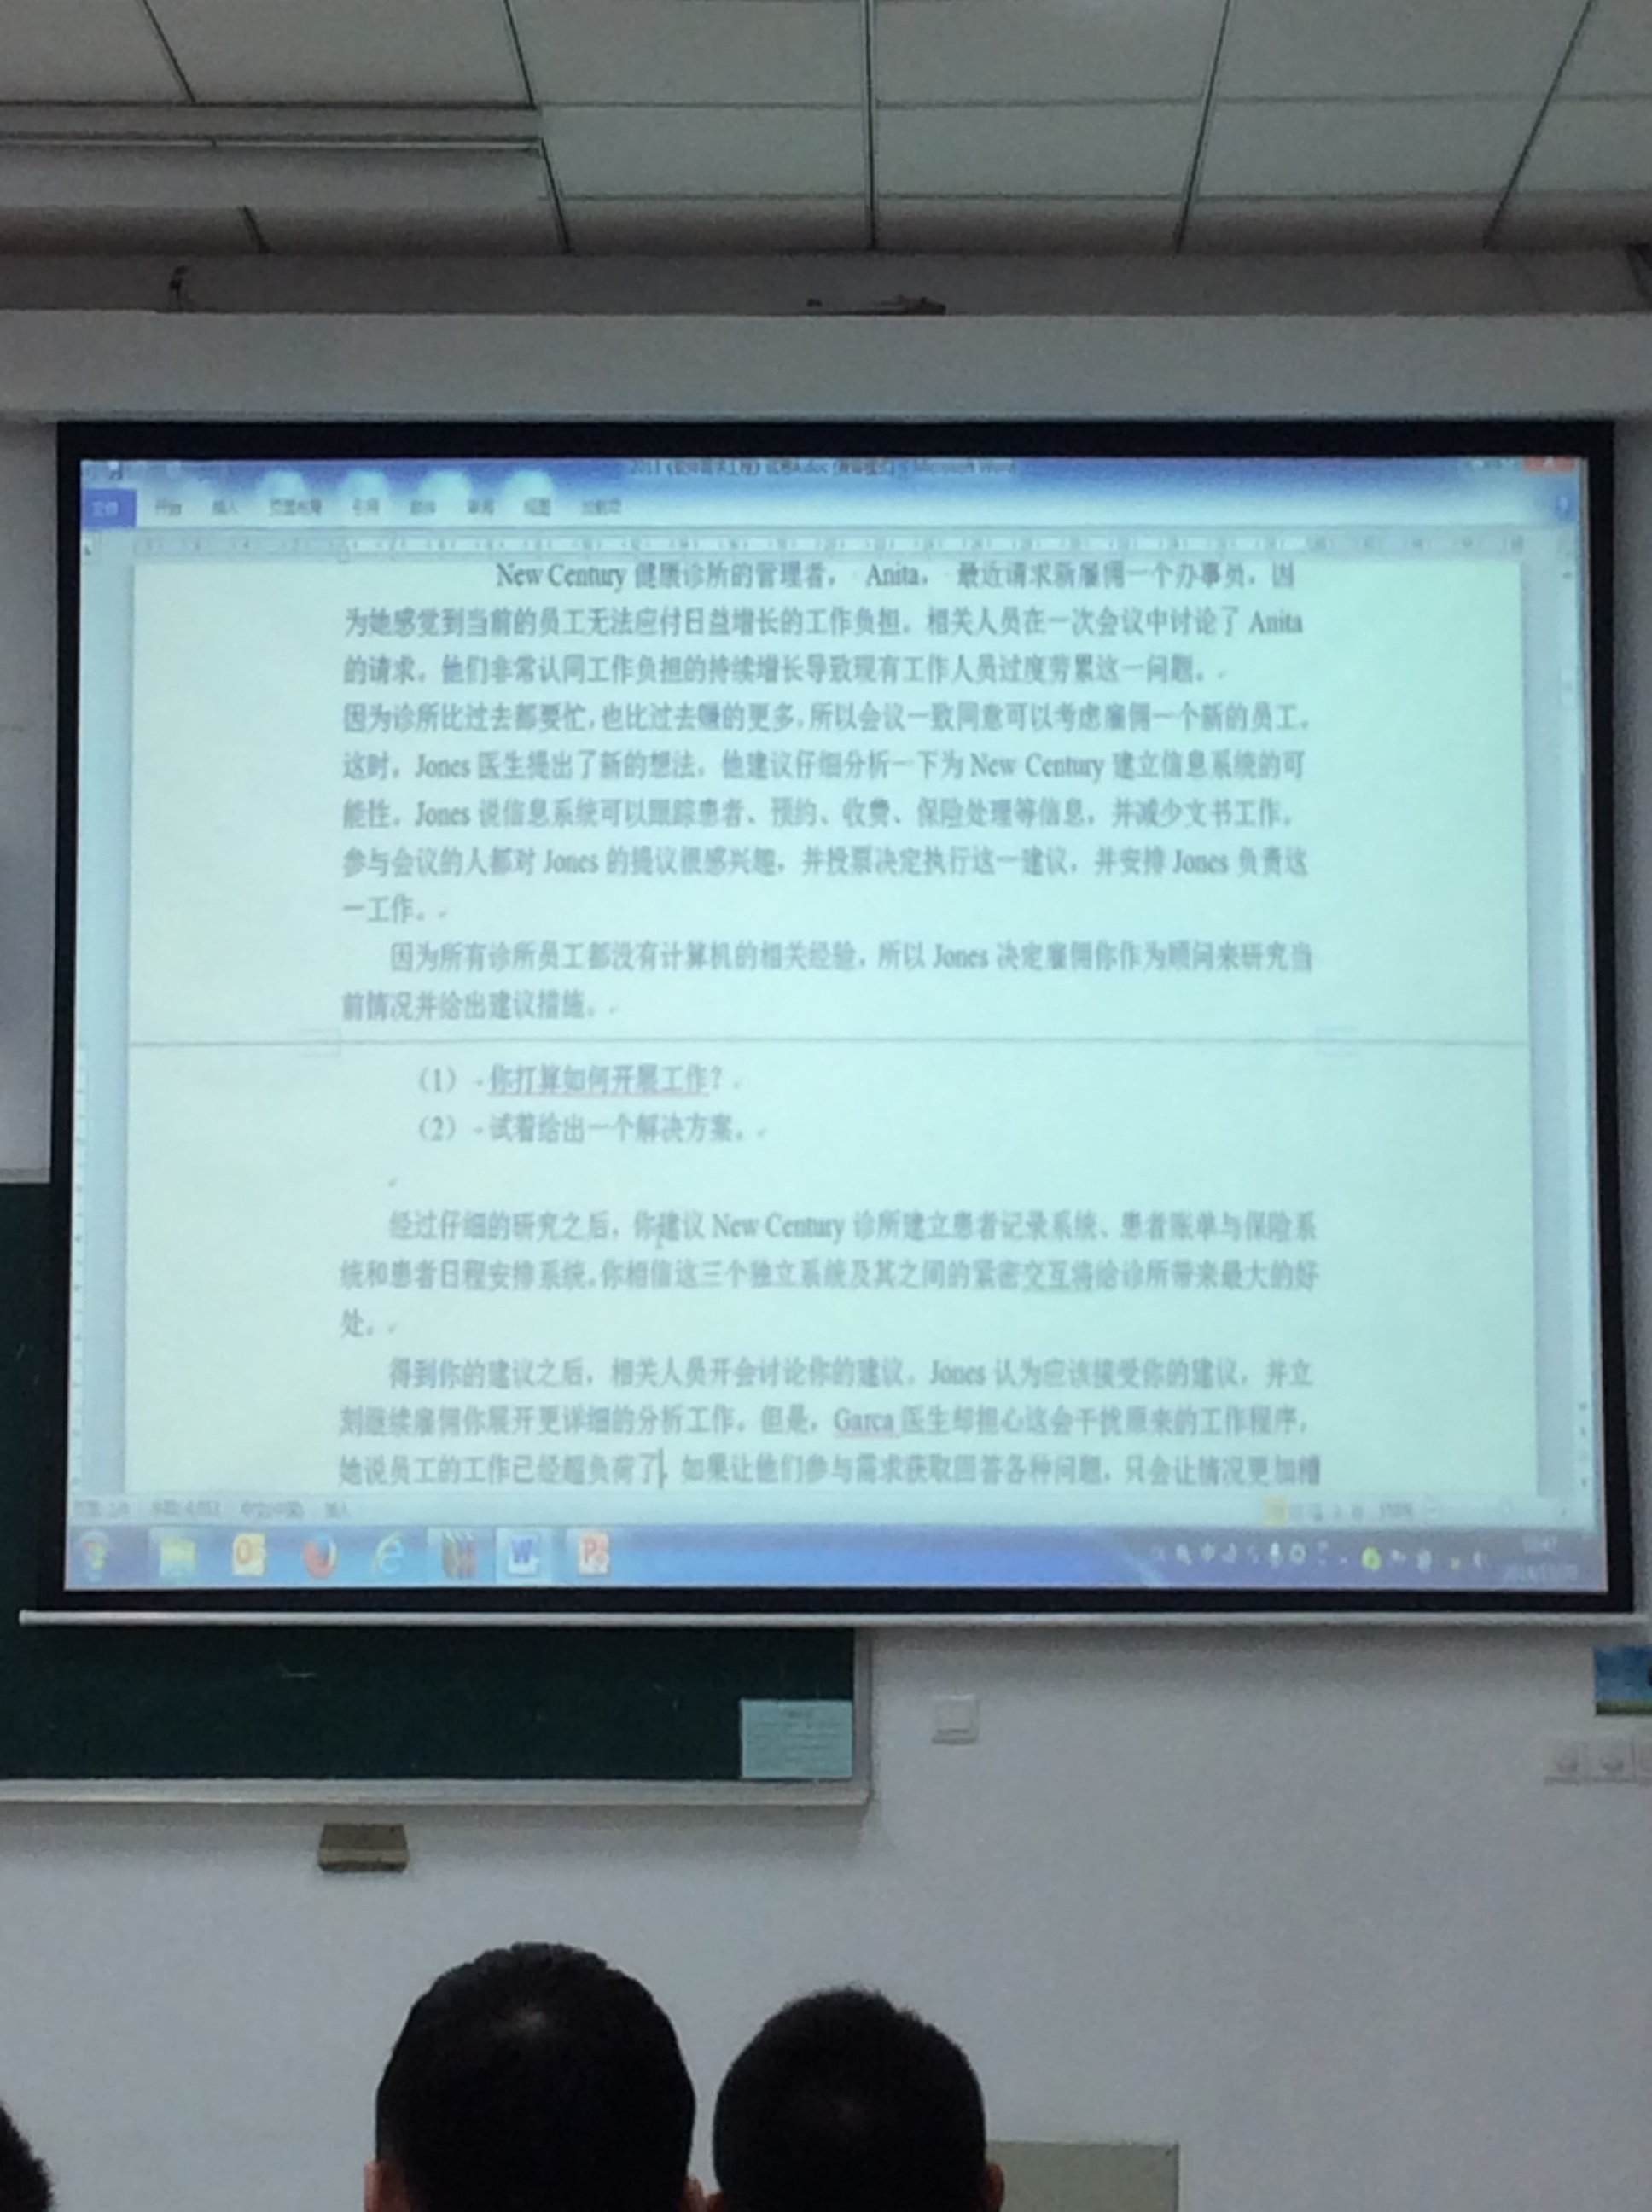 开始 插入 页面布局 引用 邮件 审阅 视图 加载项
New Century 健康诊所的管理者， Anita， 最近请求新雇佣一个办事员，因
为她感觉到当前的员工无法应付日益增长的工作负担。相关人员在一次会议中讨论了 Anita
的请求。他们非常认同工作负担的持续增长导致现有工作人员过度劳累这一问题。
因为诊所比过去都要忙，也比过去赚的更多，所以会议一致同意可以考虑雇佣一个新的员工。
这时，Jones 医生提出了新的想法，他建议仔细分析一下为 New Century 建立信息系统的可
能性。Jones 说信息系统可以跟踪患者、预约、收费、保险处理等信息，并减少文书工作。
参与会议的人都对 Jones 的提议很感兴趣，并投票决定执行这一建议，并安排 Jones 负责这
一工作。
因为所有诊所员工都没有计算机的相关经验，所以 Jones 决定雇佣你作为顾问来研究当
前情况并给出建议措施。
（1） 你打算如何开展工作？
（2） 试着给出一个解决方案。
经过仔细的研究之后，你建议 New Century 诊所建立患者记录系统、患者账单与保险系
统和患者日程安排系统。你相信这三个独立系统及其之间的紧密交互将给诊所带来最大的好
处。
得到你的建议之后，相关人员开会讨论你的建议。Jones 认为应该接受你的建议，并立
刻继续雇佣你展开更详细的分析工作。但是，Garca 医生却担心这会干扰原来的工作程序，
她说员工的工作已经超负荷了，如果让他们参与需求获取回答各种问题，只会让情况更加糟